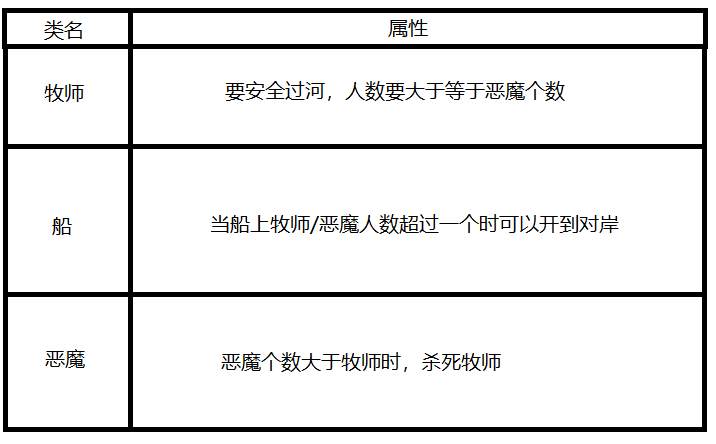 类名 属性
牧师 要安全过河，人数要大于等于恶魔个数
船 当船上牧师/恶魔人数超过一个时可以开到对岸
恶魔 恶魔个数大于牧师时，杀死牧师